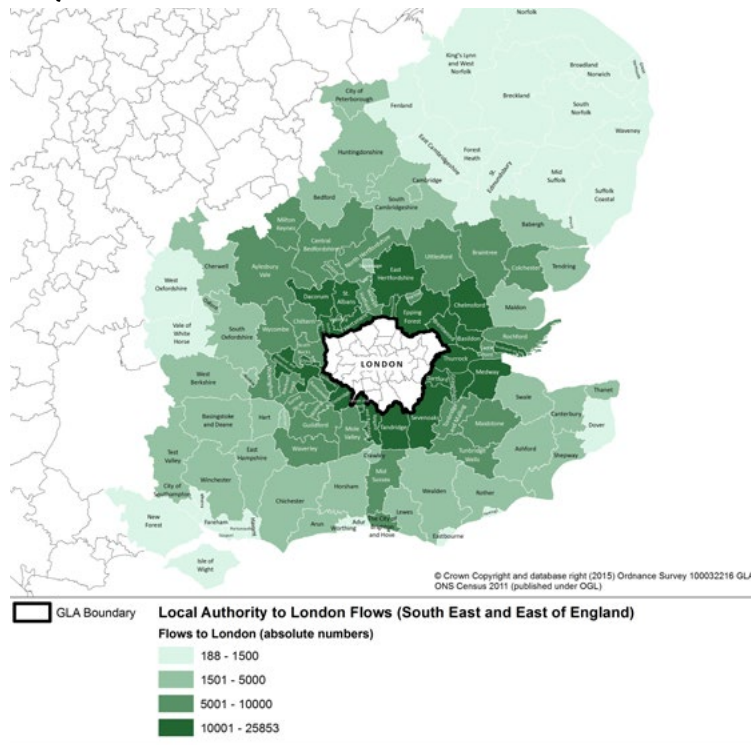 Norfolk
King's Lynn
and West
Norfolk
Broadland
Norwich
City of
Peterborough
Fenland
Breckland
South
Norfolk
Waveney
Huntingdonshire
East Cambridgeshire
Forest
Heath
St.
Edmundsbury
Mid
Suffolk
Suffolk
Coastal
Cambridge
Bedford
South
Cambridgeshire
Babergh
Milton
Keynes
Central
Bedfordshire
North Hertfordshire
Uttlesford
Braintree
Colchester
Tendring
Cherwell
Aylesbury
Vale
East
Hertfordshire
West
Oxfordshire
Dacorum
St.
Albans
Chelmsford
Epping
Forest
Maldon
Vale of
White
Horse
South
Oxfordshire
Wycombe
Chiltern
Basildon
Rochford
LONDON
Thurrock
West
Berkshire
Medway
Swale
Thanet
Canterbury
Dover
Basingstoke
and Deane
Hart
Guildford
Mole
Valley
Tandridge
Sevenoaks
Maidstone
Ashford
Shepway
Test
Valley
East
Hampshire
Waverley
Crawley
Tunbridge
Wells
City of
Southampton
Winchester
Chichester
Horsham
Mid
Sussex
Wealden
Rother
New
Forest
Fareham
Portsmouth
Gosport
Arun
Worthing
Adur
The City of
Brighton
and Hove
Lewes
Eastbourne
Isle of
Wight
© Crown Copyright and database right (2015) Ordnance Survey 100032216 GLA
ONS Census 2011 (published under OGL)
GLA Boundary
Local Authority to London Flows (South East and East of England)
Flows to London (absolute numbers)
188 - 1500
1501 - 5000
5001 - 10000
10001 - 25853